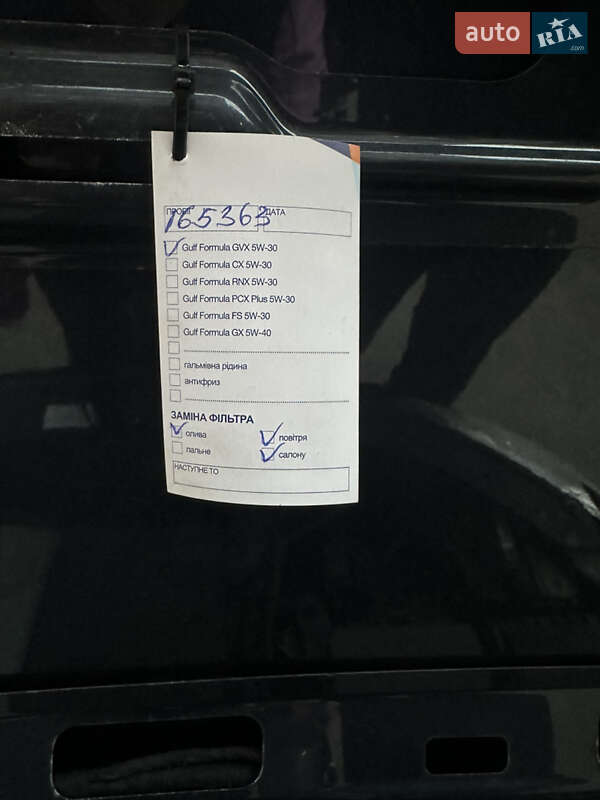 auto RIA.com
ПРОБІГ ДАТА
165363
Gulf Formula GVX 5W-30
Gulf Formula CX 5W-30
Gulf Formula RNX 5W-30
Gulf Formula PCX Plus 5W-30
Gulf Formula FS 5W-30
Gulf Formula GX 5W-40
гальмівна рідина
антифриз
ЗАМІНА ФІЛЬТРА
олива повітря
пальне салону
НАСТУПНЕ ТО